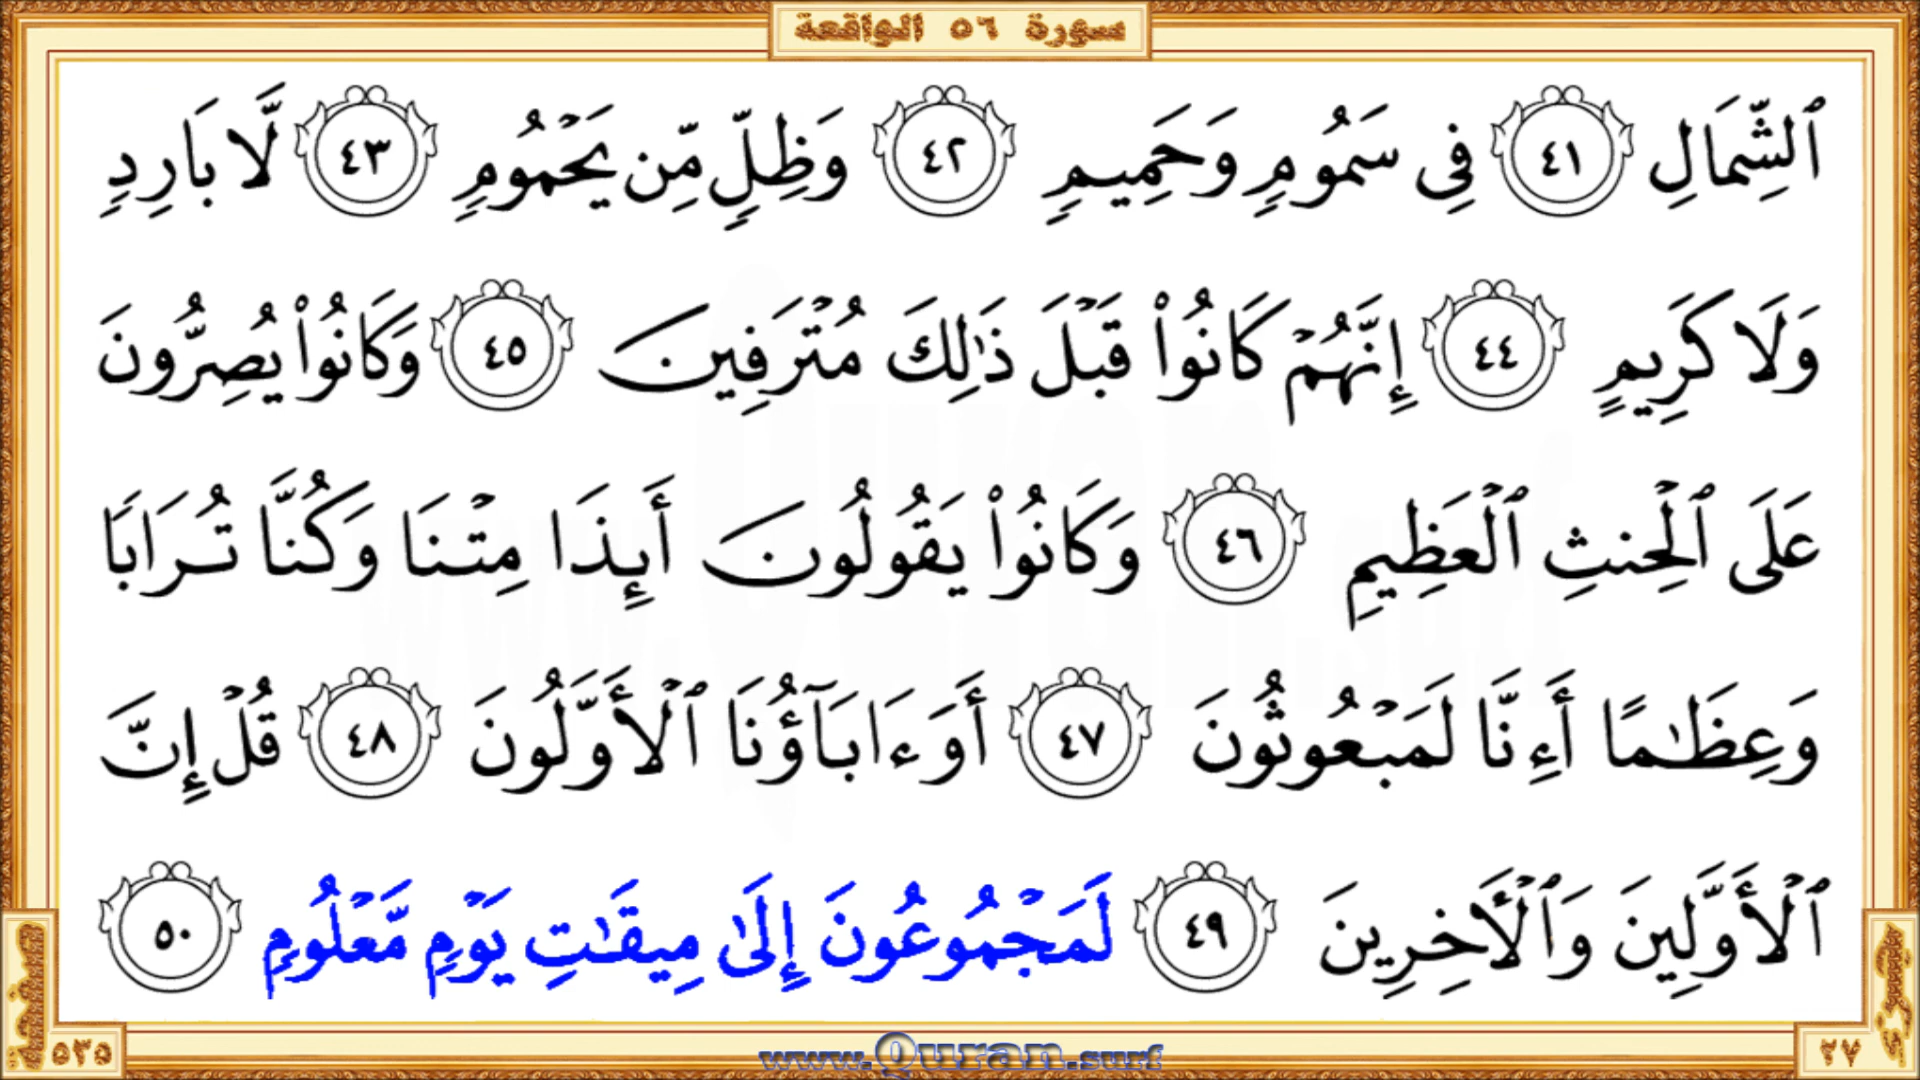 سورة ٥٦ الواقعة
ٱلشِّمَالِ ٤١ فِى سَمُومٍ وَحَمِيمٍ ٤٢ وَظِلٍّ مِّن يَحْمُومٍ ٤٣ لَّا بَارِدٍ
وَلَا كَرِيمٍ ٤٤ إِنَّهُمْ كَانُوا۟ قَبْلَ ذَٰلِكَ مُتْرَفِينَ ٤٥ وَكَانُوا۟ يُصِرُّونَ
عَلَى ٱلْحِنثِ ٱلْعَظِيمِ ٤٦ وَكَانُوا۟ يَقُولُونَ أَئِذَا مِتْنَا وَكُنَّا تُرَابًا
وَعِظَـٰمًا أَءِنَّا لَمَبْعُوثُونَ ٤٧ أَوَءَابَآؤُنَا ٱلْأَوَّلُونَ ٤٨ قُلْ إِنَّ
ٱلْأَوَّلِينَ وَٱلْـَٔاخِرِينَ ٤٩ لَمَجْمُوعُونَ إِلَىٰ مِيقَـٰتِ يَوْمٍ مَّعْلُومٍ ٥٠
صفحة ٥٣٥
www.Quran.surf
٢٧